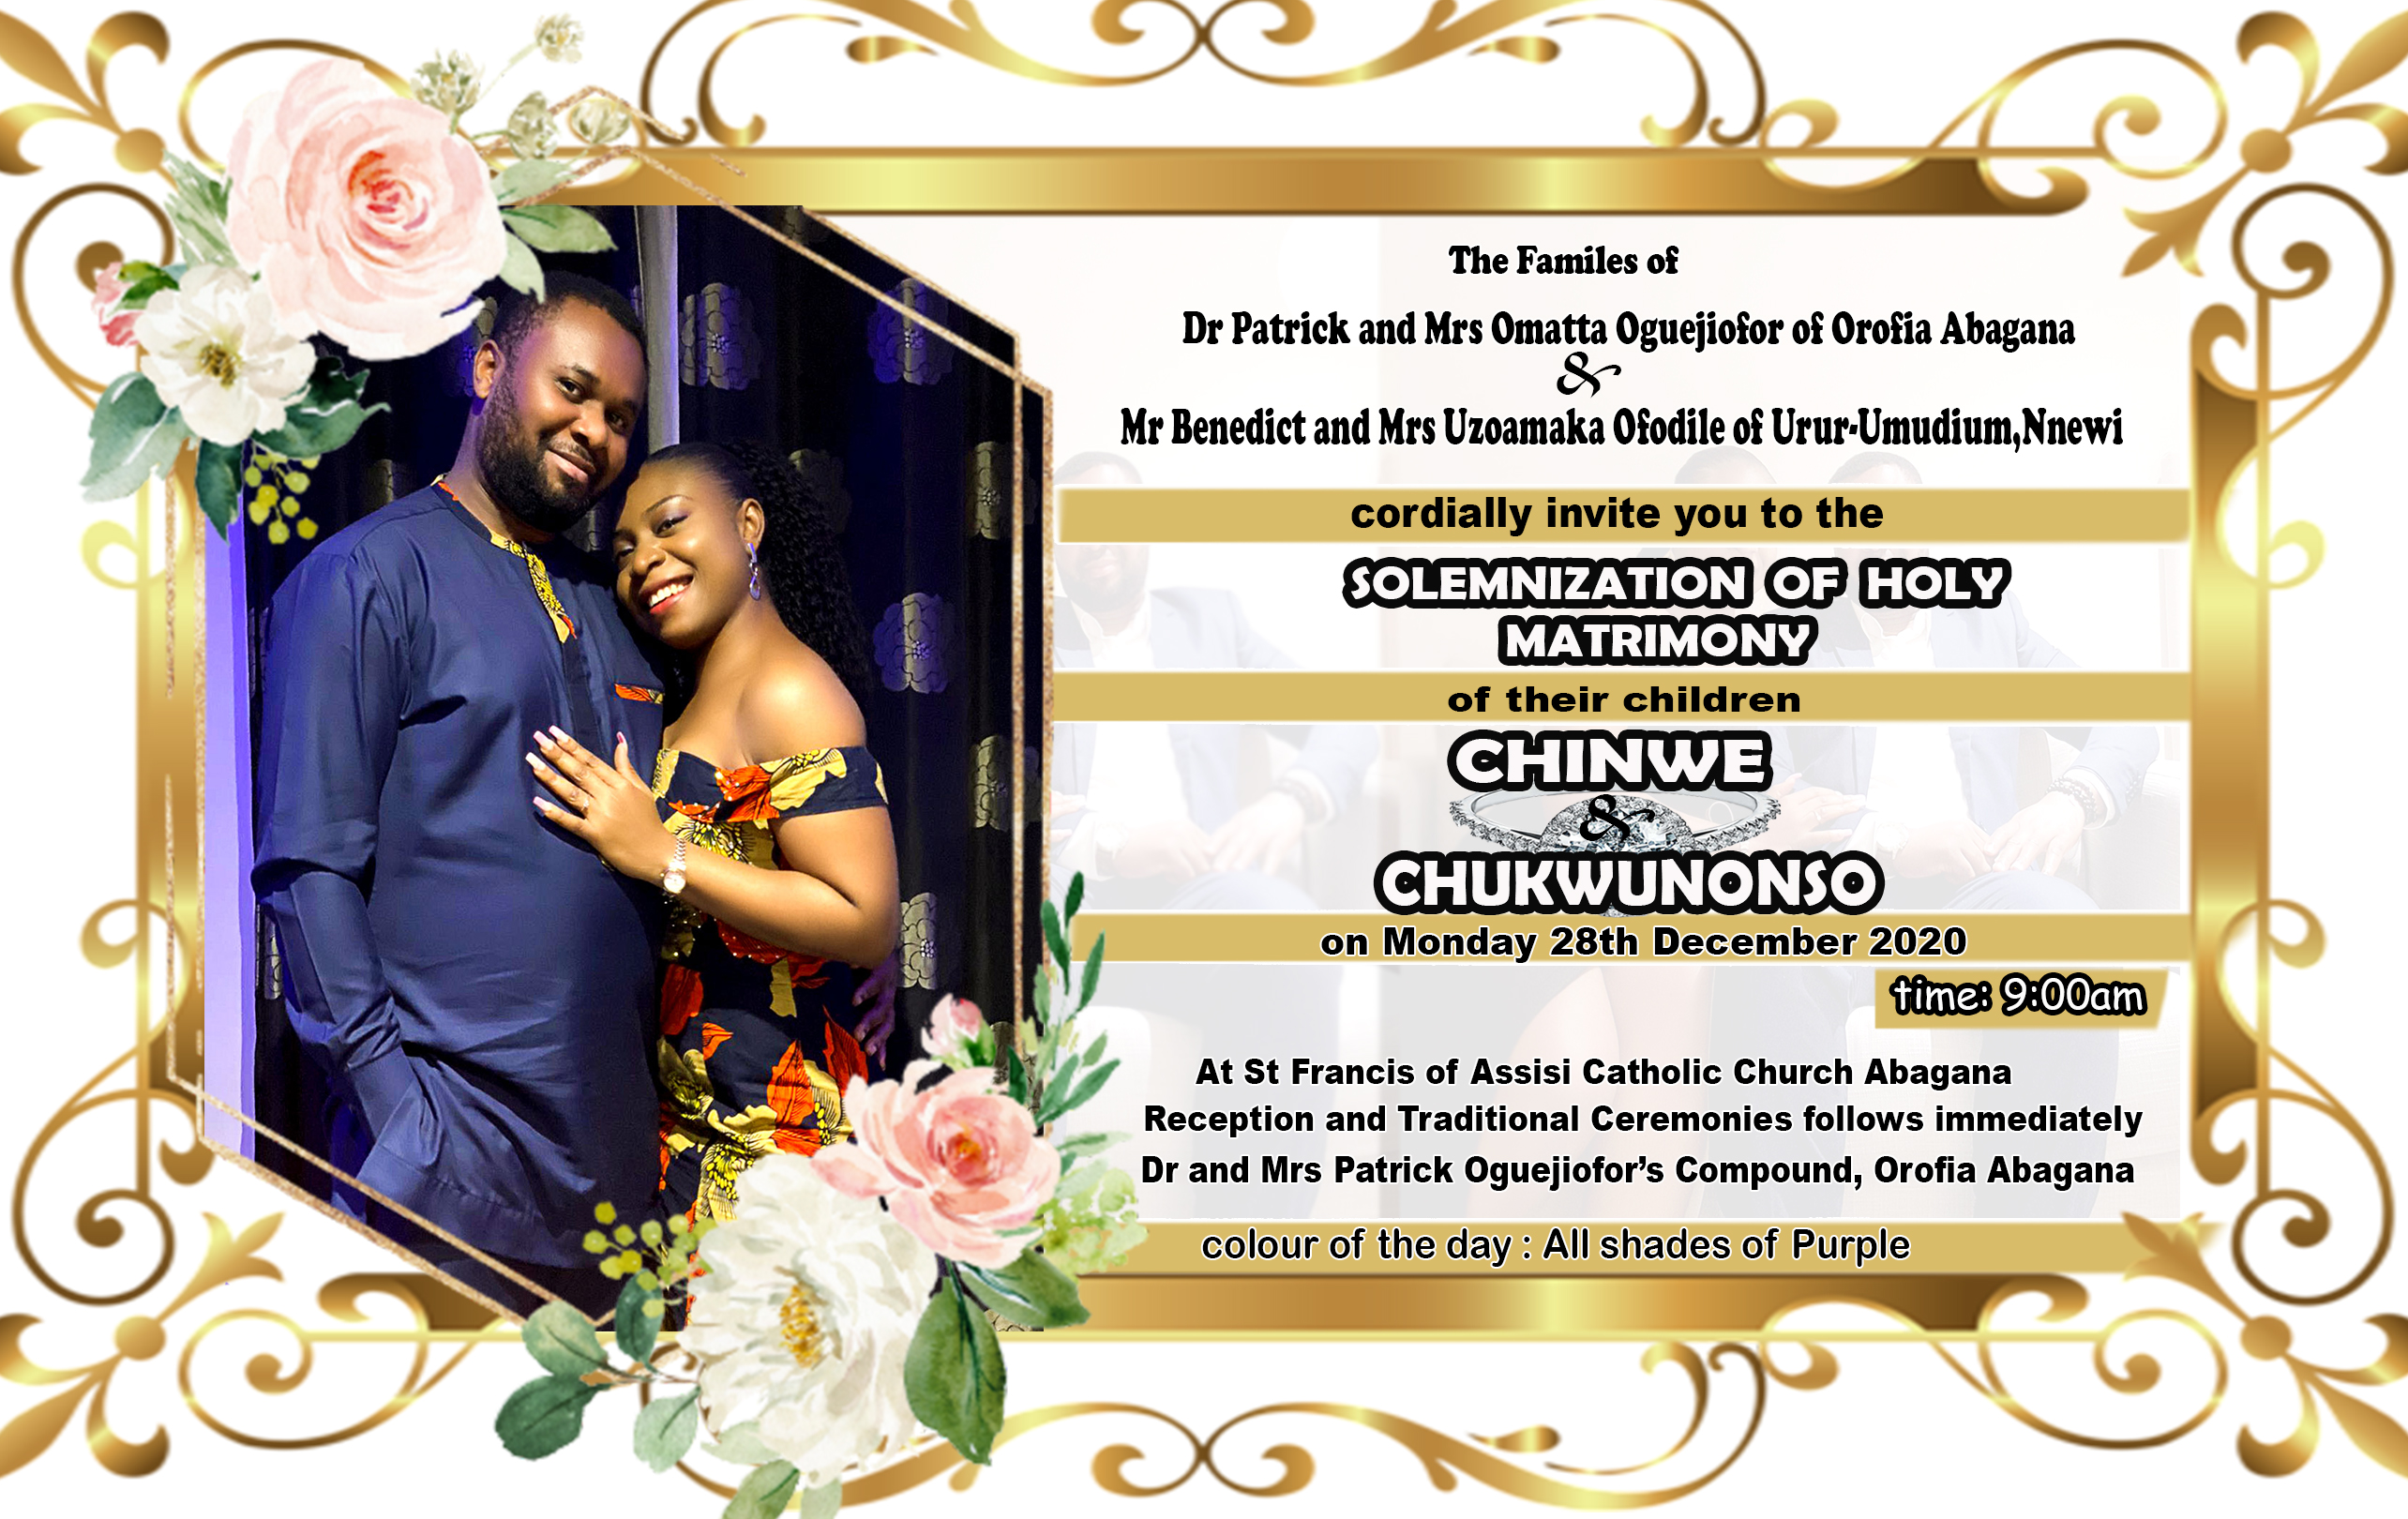 The Familes of
Dr Patrick and Mrs Omatta Oguejiofor of Orofia Abagana
&
Mr Benedict and Mrs Uzoamaka Ofodile of Urur-Umudium,Nnewi
cordially invite you to the
SOLEMNIZATION OF HOLY
MATRIMONY
of their children
CHINWE
&
CHUKWUNONSO
on Monday 28th December 2020
time: 9:00am
At St Francis of Assisi Catholic Church Abagana
Reception and Traditional Ceremonies follows immediately
Dr and Mrs Patrick Oguejiofor’s Compound, Orofia Abagana
colour of the day : All shades of Purple